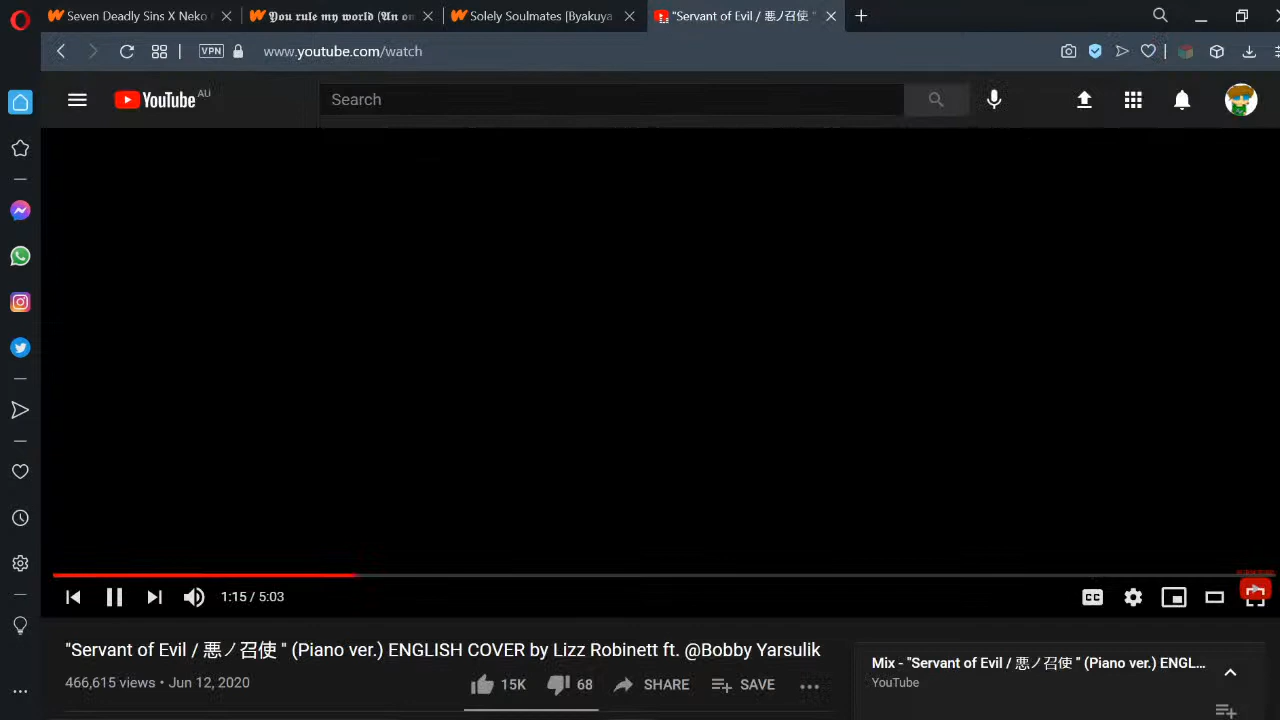 Seven Deadly Sins X Neko
𝖄𝖔𝖚 𝖗𝖚𝖑𝖊 𝖒𝖞 𝖜𝖔𝖗𝖑𝖉 (𝖀𝖓 𝖔𝖓
Solely Soulmates [Byakuya
"Servant of Evil / 悪ノ召使 "
VPN
www.youtube.com/watch
YouTube AU
Search
1:15 / 5:03
CC
"Servant of Evil / 悪ノ召使 " (Piano ver.) ENGLISH COVER by Lizz Robinett ft. @Bobby Yarsulik
466,615 views • Jun 12, 2020
15K
68
SHARE
SAVE
Mix - "Servant of Evil / 悪ノ召使 " (Piano ver.) ENGL...
YouTube